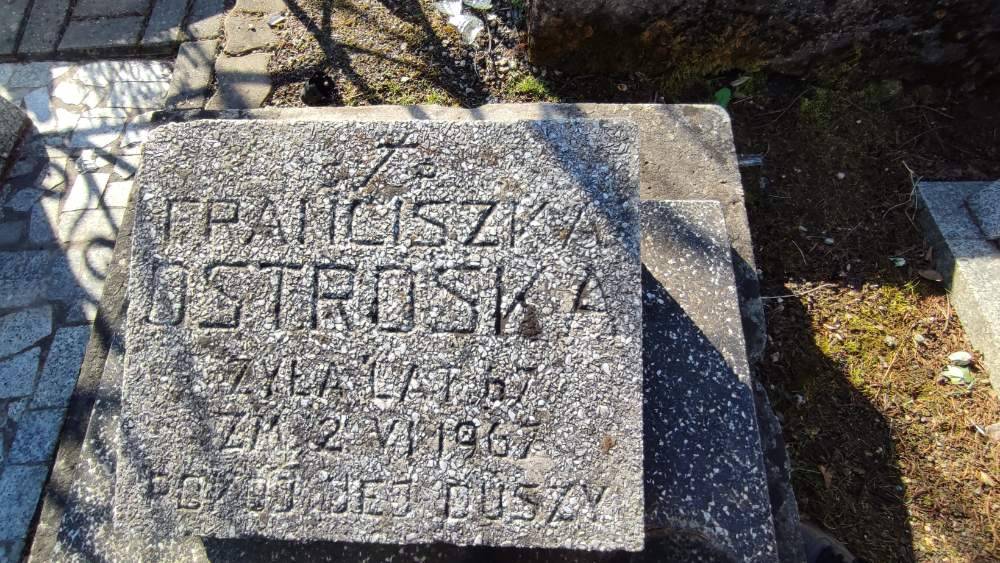 Ś.P.
FRANCISZKA
OSTROSKA
ŻYŁA LAT 67
ZM. 2 VI 1967
POKÓJ JEJ DUSZY